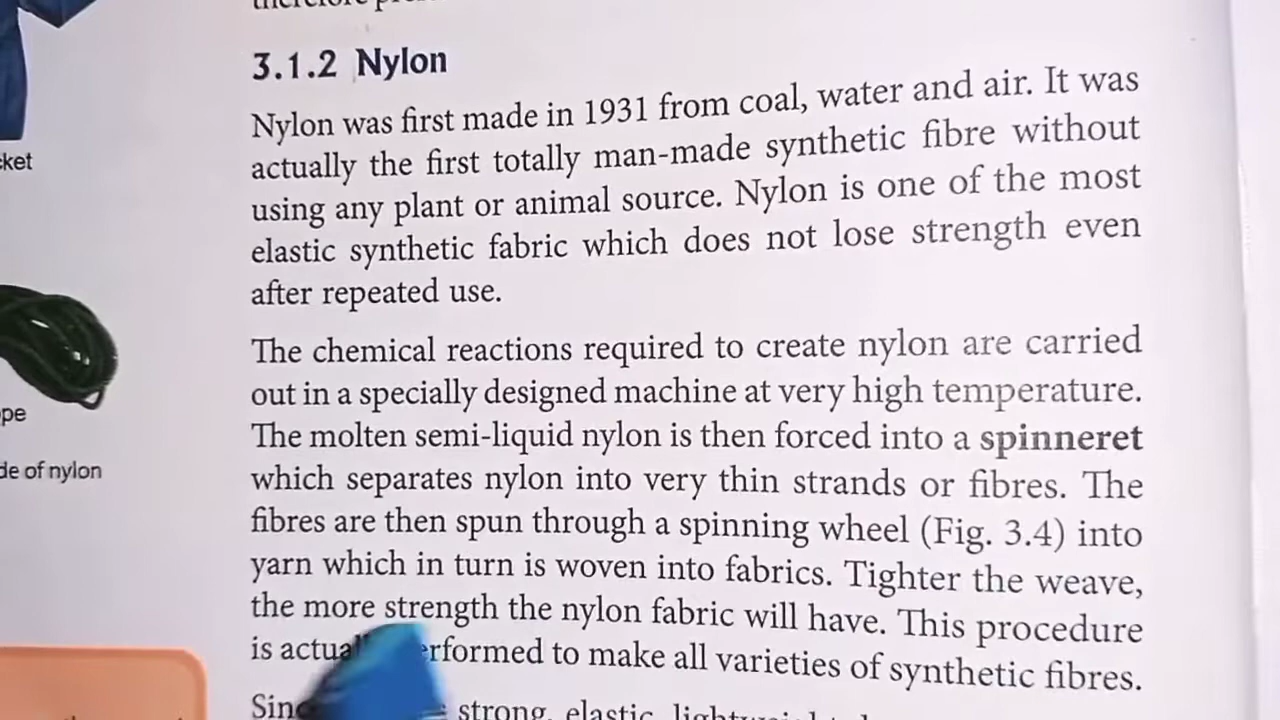 3.1.2 Nylon
Nylon was first made in 1931 from coal, water and air. It was
actually the first totally man-made synthetic fibre without
using any plant or animal source. Nylon is one of the most
elastic synthetic fabric which does not lose strength even
after repeated use.
The chemical reactions required to create nylon are carried
out in a specially designed machine at very high temperature.
The molten semi-liquid nylon is then forced into a spinneret
which separates nylon into very thin strands or fibres. The
fibres are then spun through a spinning wheel (Fig. 3.4) into
yarn which in turn is woven into fabrics. Tighter the weave,
the more strength the nylon fabric will have. This procedure
is to make all varieties of synthetic fibres.
strong, elastic,
cket
pe
de of nylon